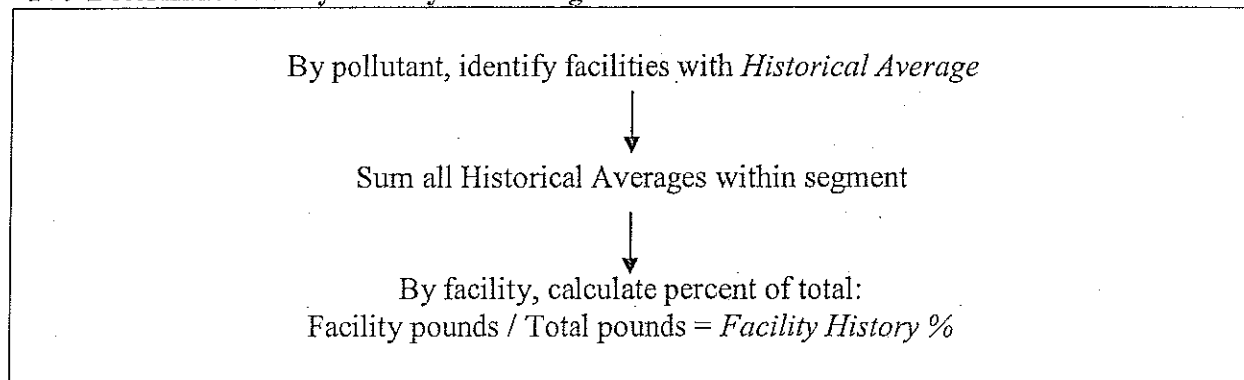 By pollutant, identify facilities with Historical Average
Sum all Historical Averages within segment
By facility, calculate percent of total:
Facility pounds / Total pounds = Facility History %